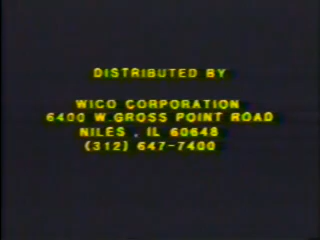 DISTRIBUTED BY
WICO CORPORATION
6400 W.GROSS POINT ROAD
NILES , IL 60648
(312) 647-7400